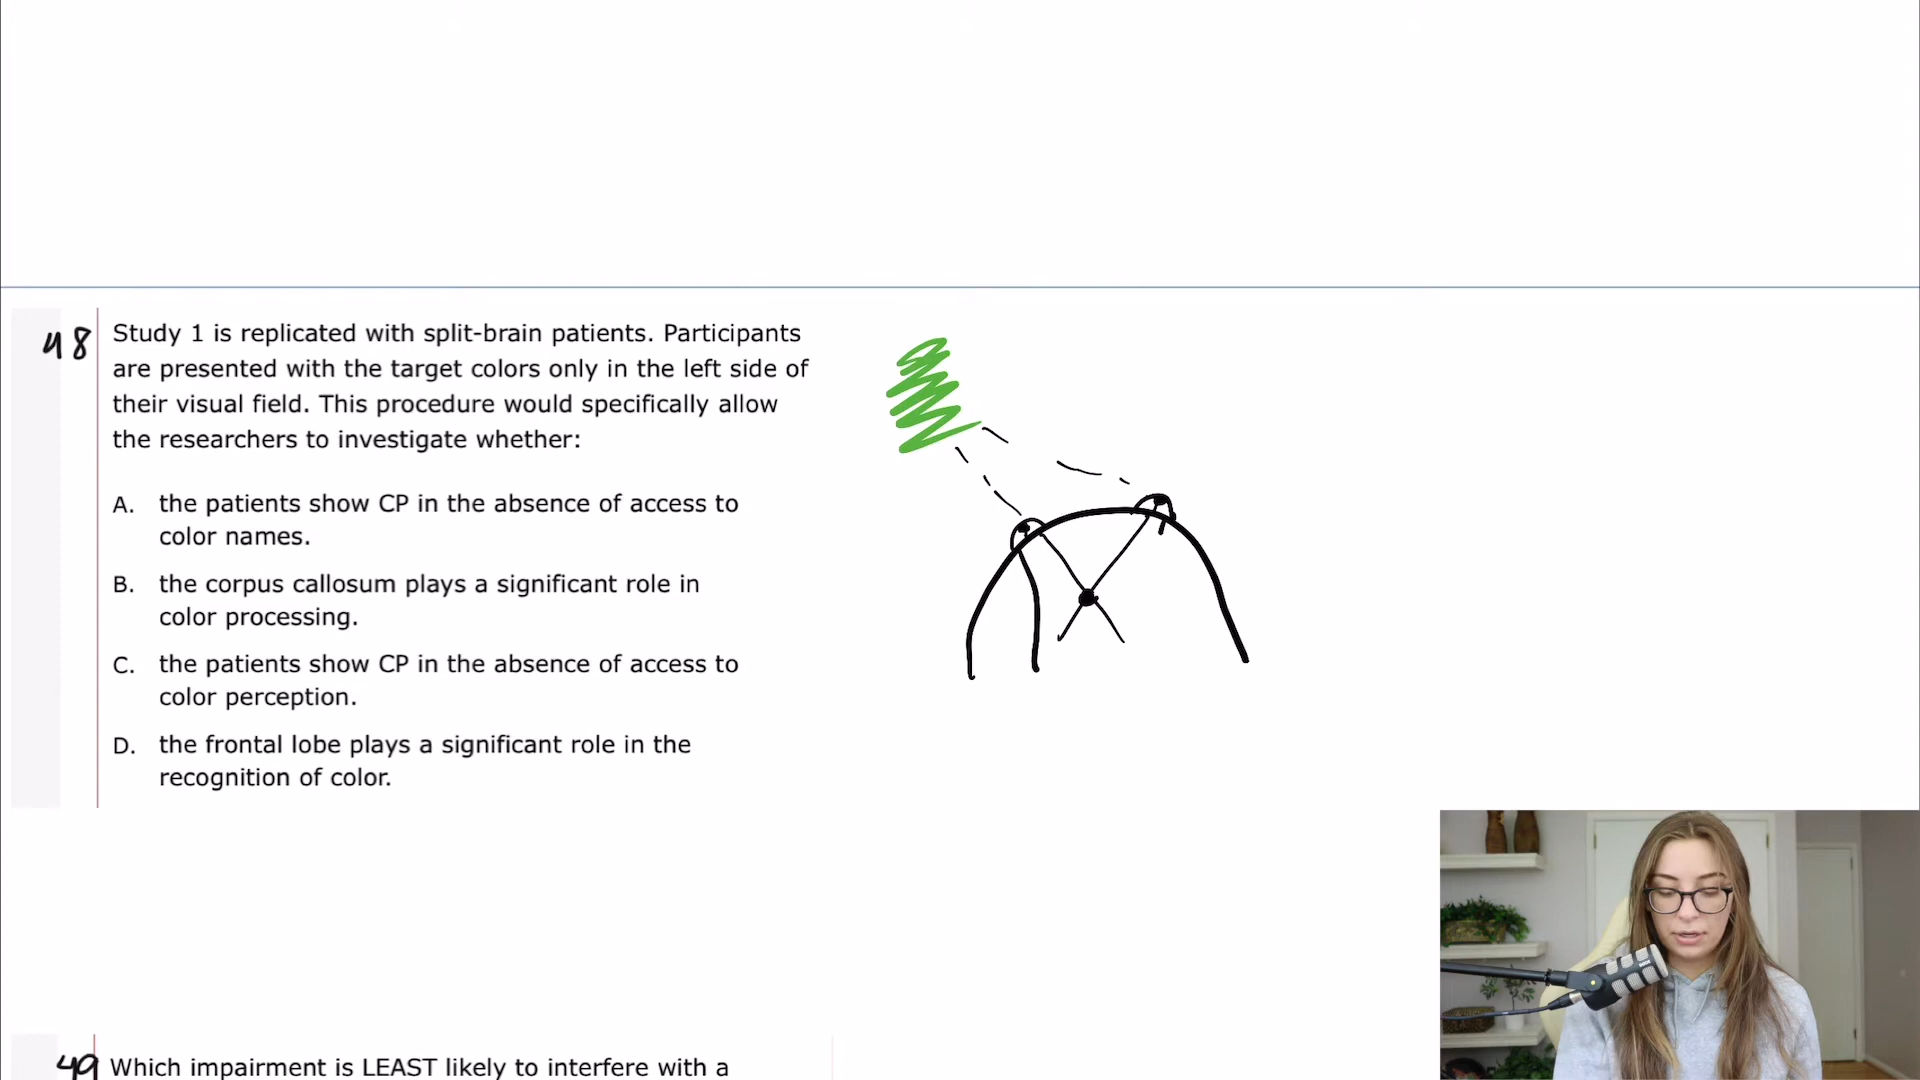 48
Study 1 is replicated with split-brain patients. Participants
are presented with the target colors only in the left side of
their visual field. This procedure would specifically allow
the researchers to investigate whether:
A. the patients show CP in the absence of access to
color names.
B. the corpus callosum plays a significant role in
color processing.
C. the patients show CP in the absence of access to
color perception.
D. the frontal lobe plays a significant role in the
recognition of color.
49 Which impairment is LEAST likely to interfere with a